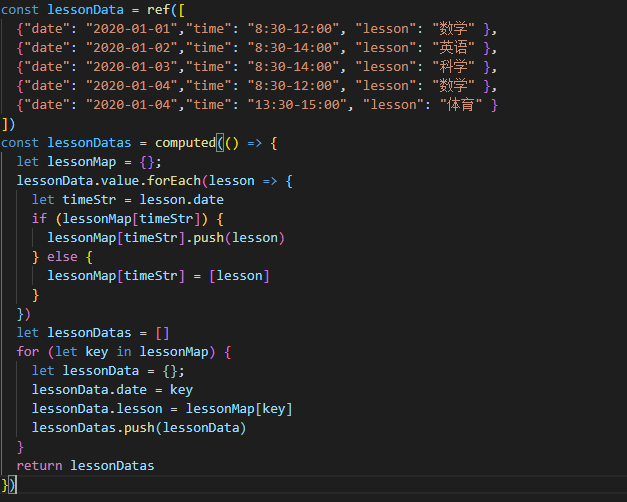 const lessonData = ref([
  {"date": "2020-01-01","time": "8:30-12:00", "lesson": "数学" },
  {"date": "2020-01-02","time": "8:30-14:00", "lesson": "英语" },
  {"date": "2020-01-03","time": "8:30-14:00", "lesson": "科学" },
  {"date": "2020-01-04","time": "8:30-12:00", "lesson": "数学" },
  {"date": "2020-01-04","time": "13:30-15:00", "lesson": "体育" }
])
const lessonDatas = computed(() => {
  let lessonMap = {};
  lessonData.value.forEach(lesson => {
    let timeStr = lesson.date
    if (lessonMap[timeStr]) {
      lessonMap[timeStr].push(lesson)
    } else {
      lessonMap[timeStr] = [lesson]
    }
  })
  let lessonDatas = []
  for (let key in lessonMap) {
    let lessonData = {};
    lessonData.date = key
    lessonData.lesson = lessonMap[key]
    lessonDatas.push(lessonData)
  }
  return lessonDatas
})